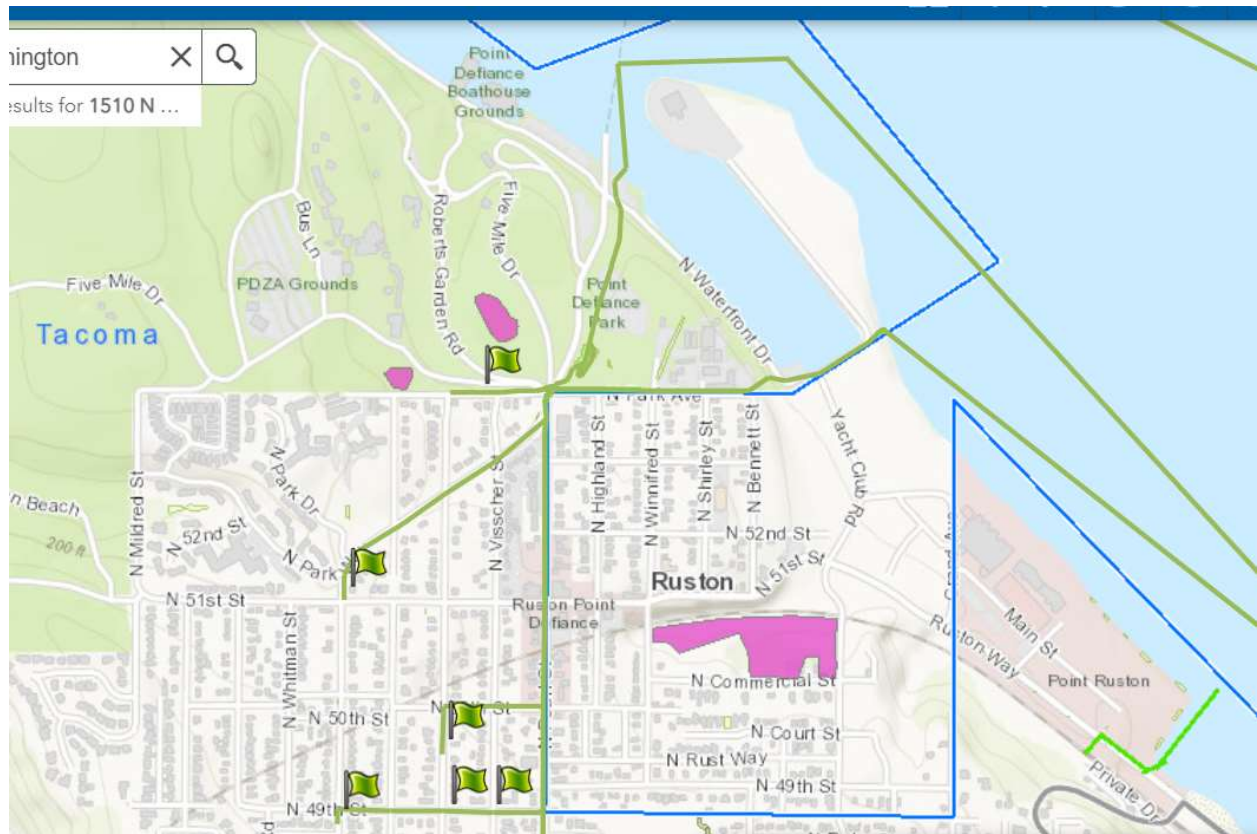 nington
esults for 1510 N ...
Point
Defiance
Boathouse
Grounds
Bus Ln
Roberts Garden Rd
Five Mile Dr
N Waterfront Dr
Five Mile Dr
PDZA Grounds
Point
Defiance
Park
Tacoma
N Park Ave
N Mildred St
N Park Dr
N Visscher St
N Highland St
N Winnifred St
N Shirley St
N Bennett St
Yacht Club Rd
n Beach
200 ft
N 52nd St
N 52nd St
N Park
N 51st St
Ruston
N 51st St
Ruston Point
Defiance
N Whitman St
Main St
Ruston Way
Point Ruston
N Commercial St
N 50th St
N Court St
N Rust Way
N 49th St
N 49th St
Private Dr